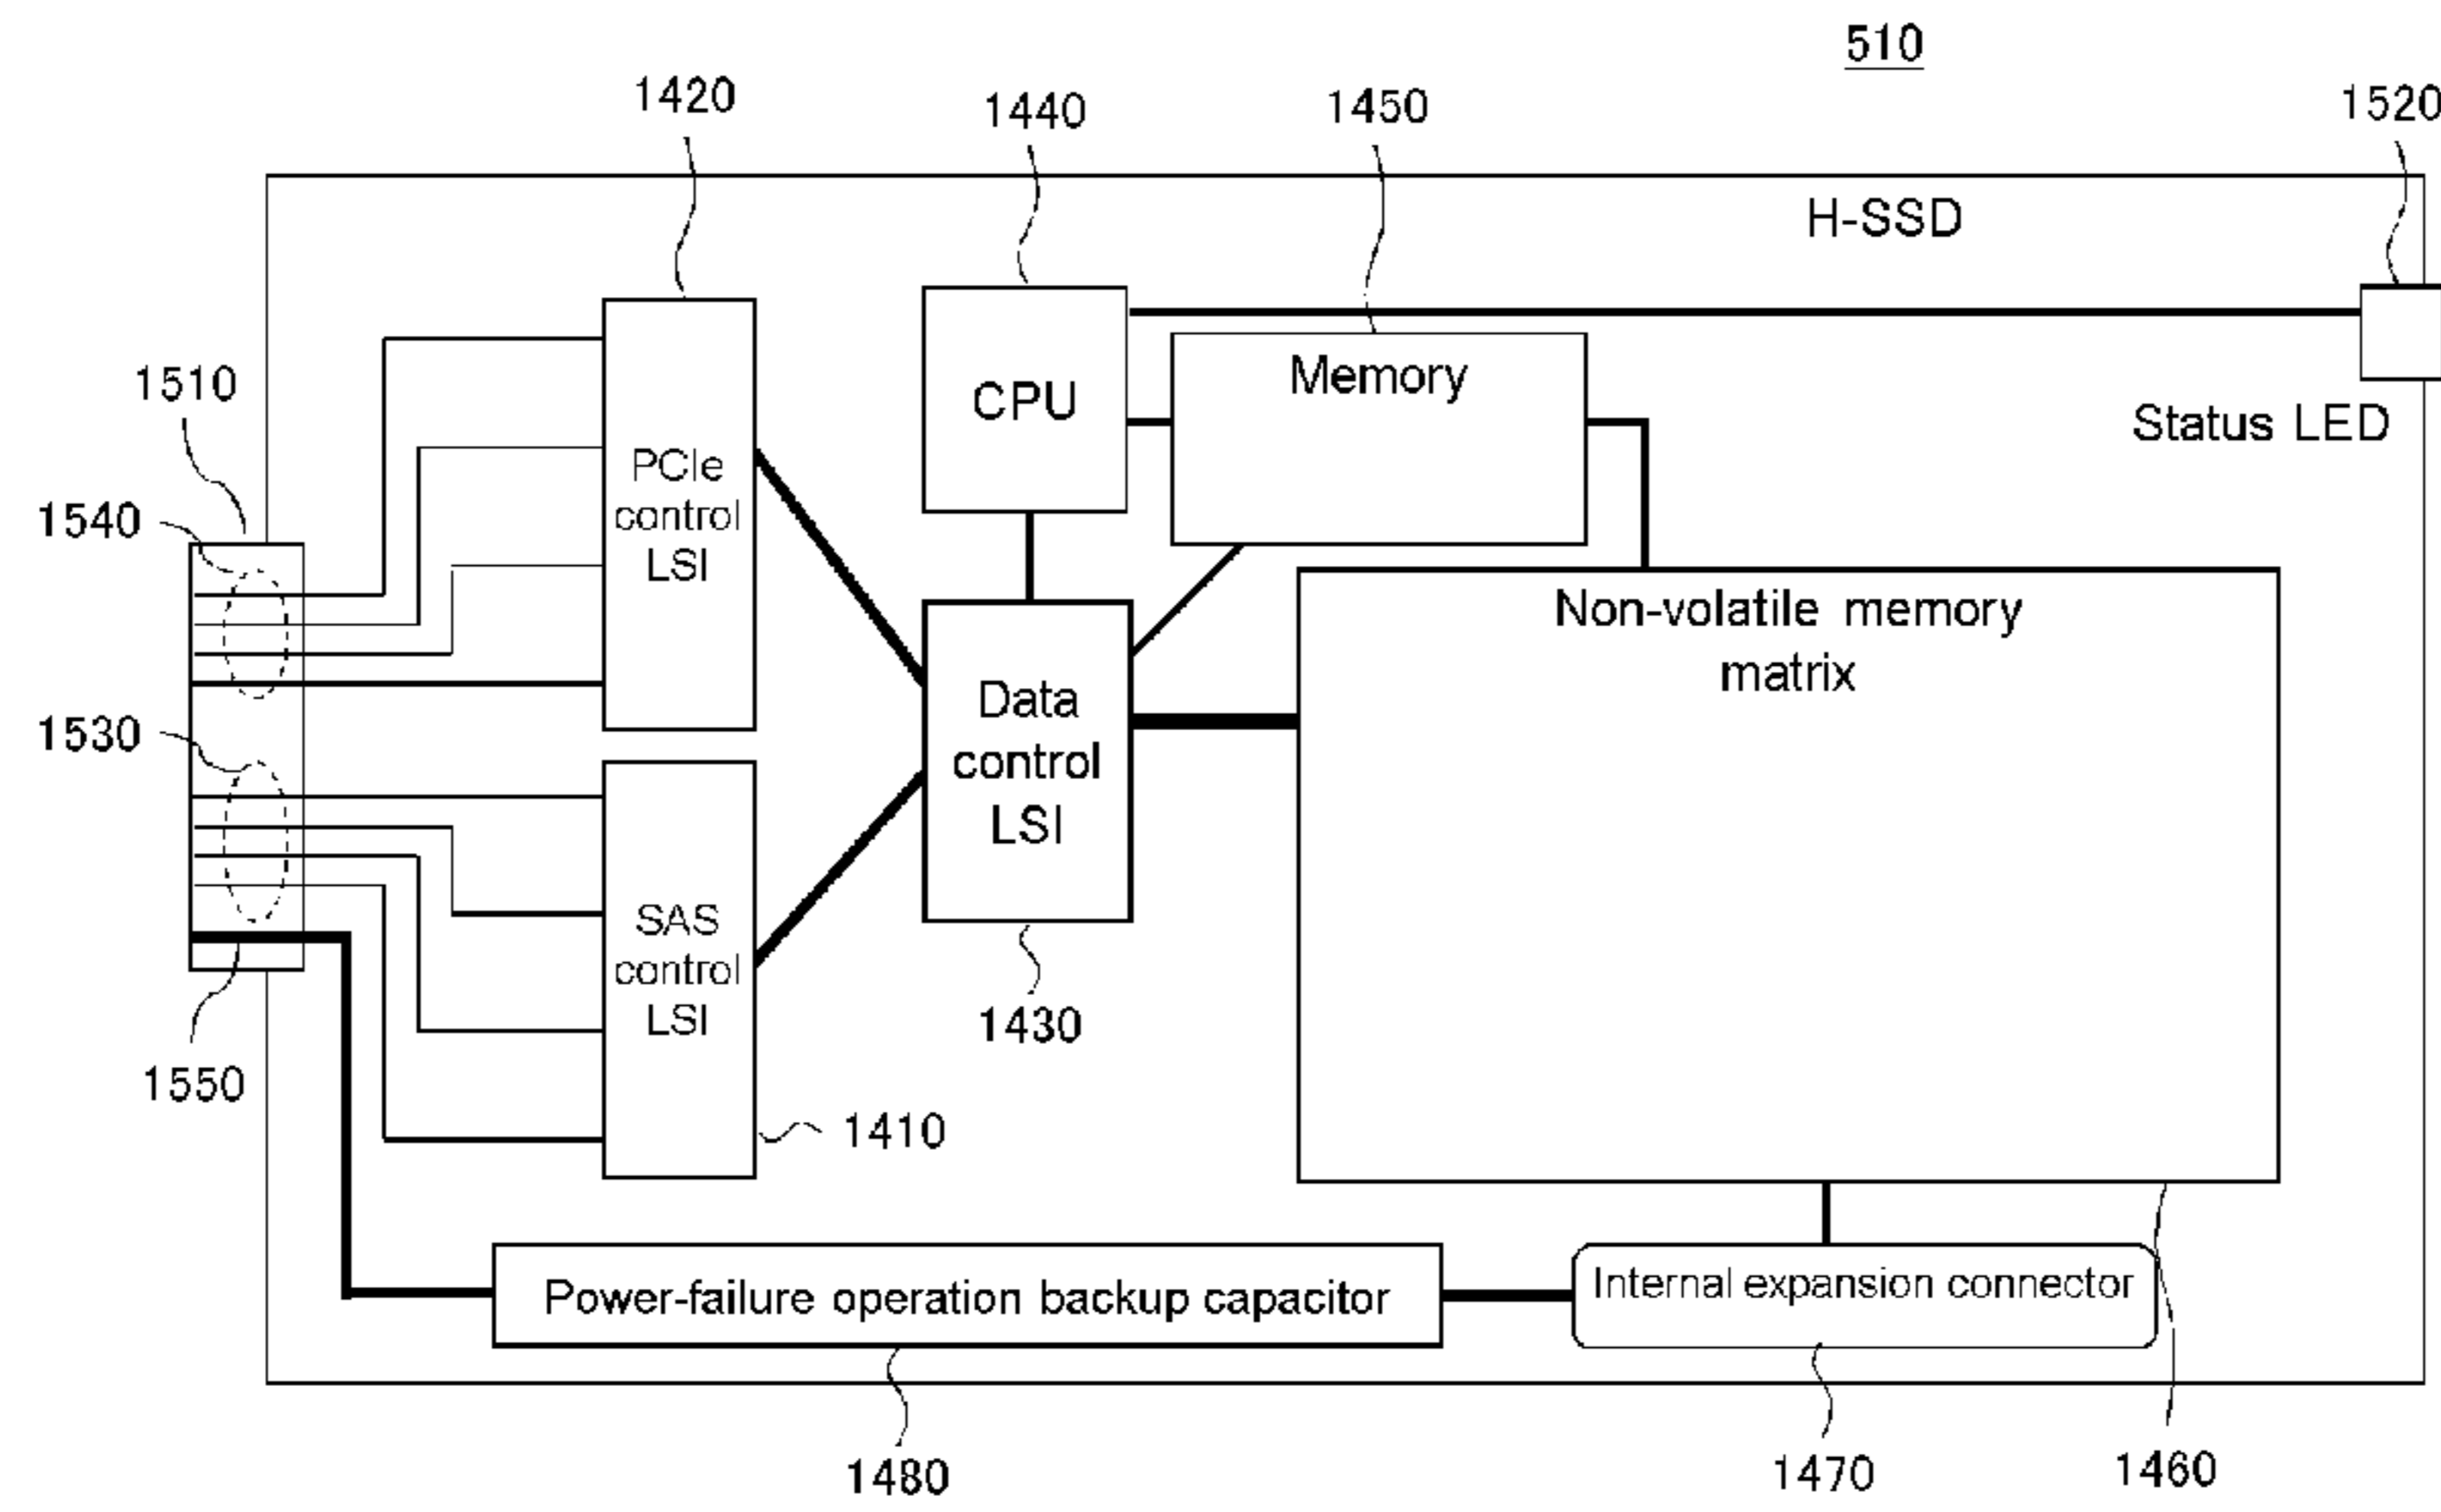 510
1420
1440
1450
1520
H-SSD
1510
CPU
Memory
Status LED
PCIe
control
LSI
1540
Non-volatile memory
matrix
Data
control
LSI
1530
SAS
control
LSI
1430
1550
1410
Power-failure operation backup capacitor
Internal expansion connector
1480
1470
1460